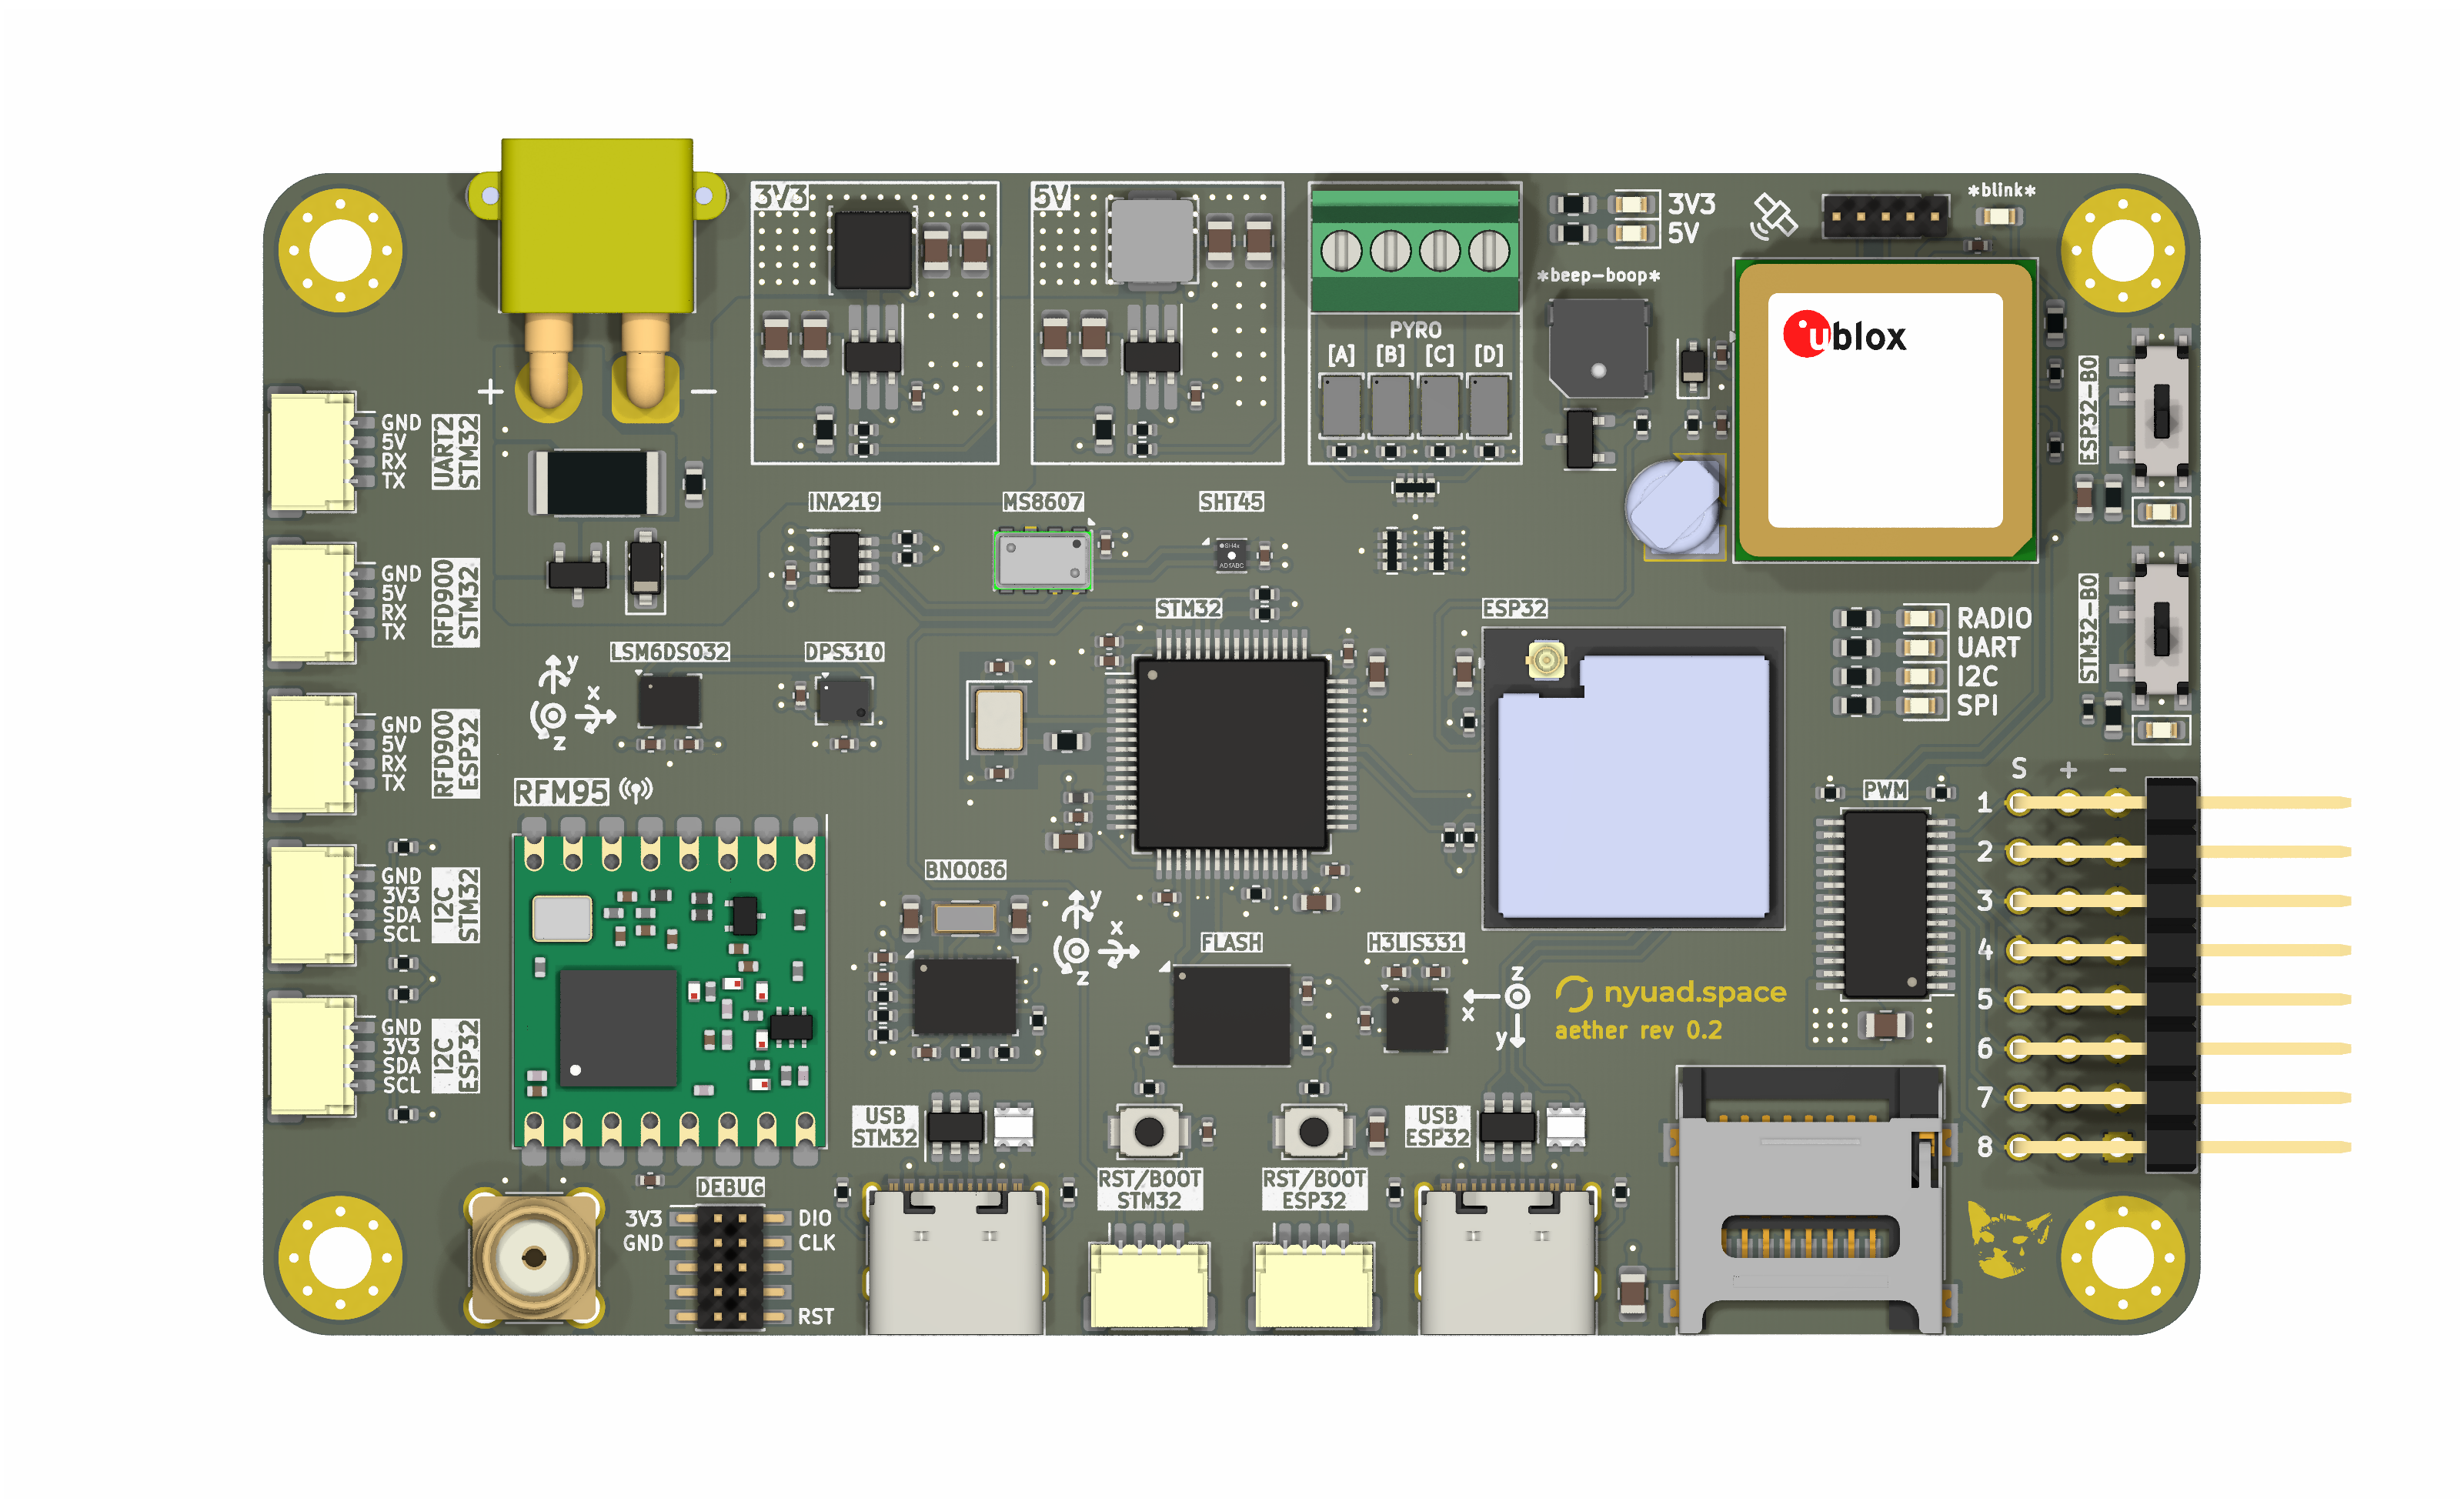 3V3
5V
PYRO
[A] [B] [C] [D]
3V3
5V
*beep-boop*
*blink*
ublox
ESP32-B0
STM32-B0
GND
5V
RX
TX
UART2
STM32
GND
5V
RX
TX
RFD900
STM32
GND
5V
RX
TX
RFD900
ESP32
GND
3V3
SDA
SCL
I2C
STM32
GND
3V3
SDA
SCL
I2C
ESP32
+ -
INA219
MS8607
SHT45
SH4x
AD5ABC
STM32
ESP32
LSM6DSO32
DPS310
y
x
z
RADIO
UART
I2C
SPI
RFM95
BNO086
y
x
z
FLASH
H3LIS331
z
x
y
nyuad.space
aether rev 0.2
PWM
S + -
1
2
3
4
5
6
7
8
USB
STM32
RST/BOOT
STM32
RST/BOOT
ESP32
USB
ESP32
DEBUG
3V3 DIO
GND CLK
RST